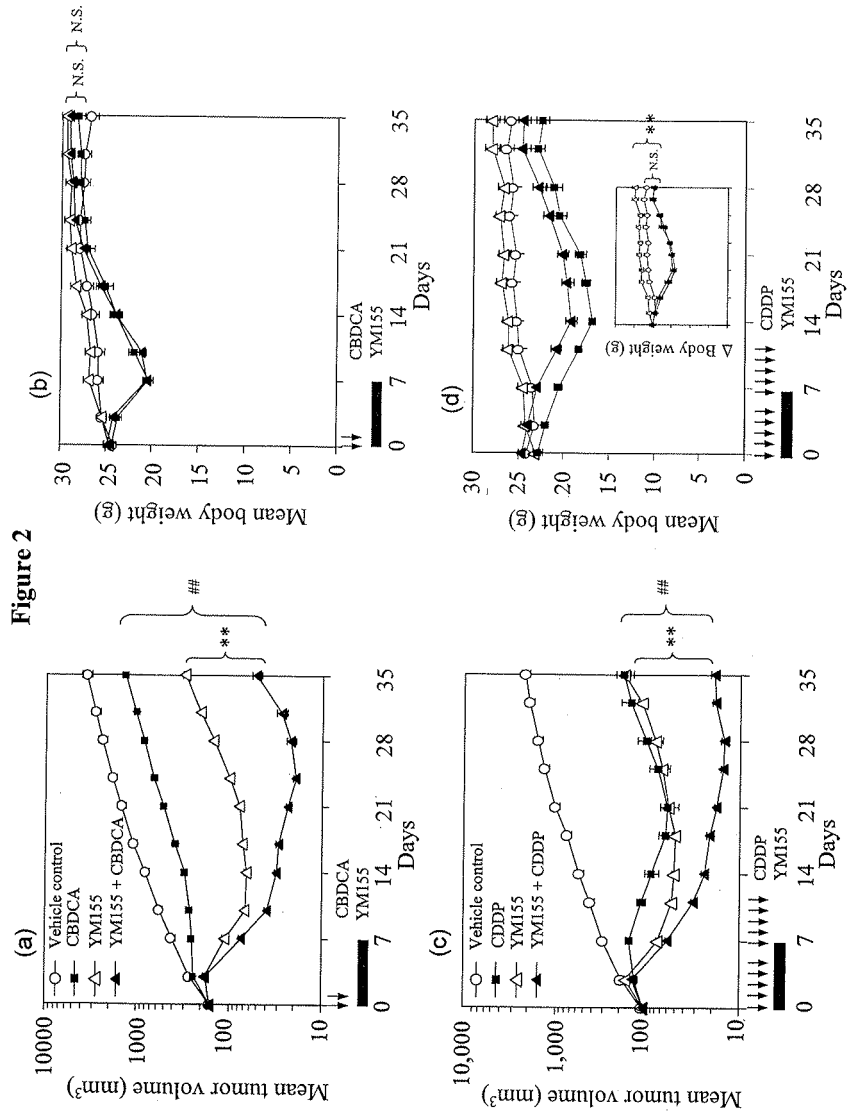 Figure 2
(a)
Mean tumor volume (mm³)
10000
1000
100
10
Vehicle control
CBDCA
YM155
YM155 + CBDCA
**
##
0
7
14
21
28
35
Days
CBDCA
YM155
(b)
Mean body weight (g)
30
25
20
15
10
5
0
N.S.
N.S.
0
7
14
21
28
35
Days
CBDCA
YM155
(c)
Mean tumor volume (mm³)
10,000
1,000
100
10
Vehicle control
CDDP
YM155
YM155 + CDDP
**
##
0
7
14
21
28
35
Days
CDDP
YM155
(d)
Mean body weight (g)
30
25
20
15
10
5
0
Δ Body weight (g)
N.S.
**
0
7
14
21
28
35
Days
CDDP
YM155